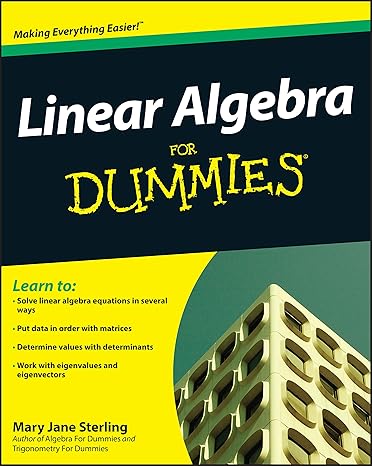 Making Everything Easier!™
Linear Algebra
FOR
DUMMIES®
Learn to:
• Solve linear algebra equations in several
ways
• Put data in order with matrices
• Determine values with determinants
• Work with eigenvalues and
eigenvectors
Mary Jane Sterling
Author of Algebra For Dummies and
Trigonometry For Dummies